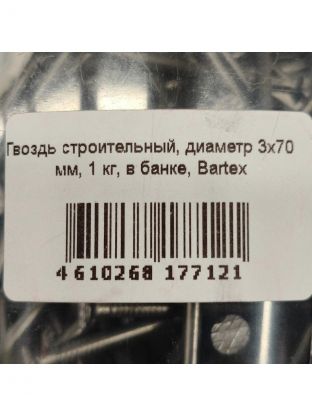 Гвоздь строительный, диаметр 3х70
мм, 1 кг, в банке, Bartex
4 610268 177121